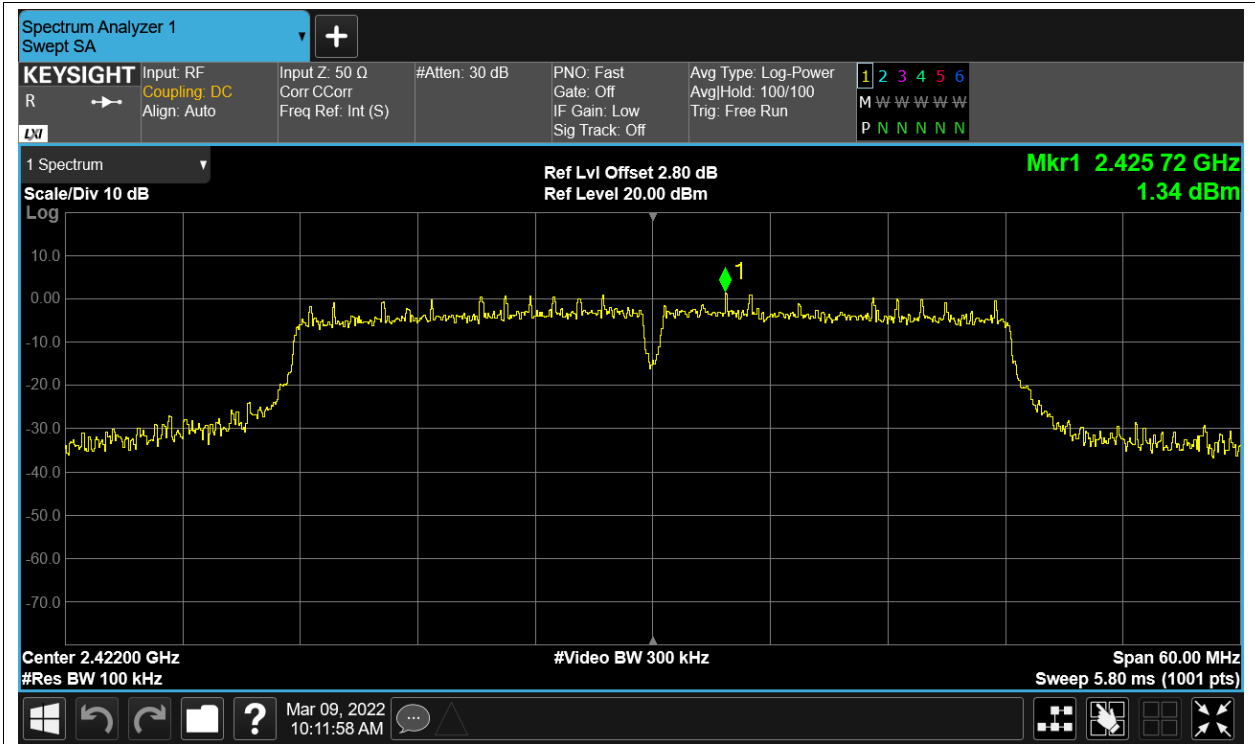 Spectrum Analyzer 1
Swept SA
+
KEYSIGHT
R
LXI
Input: RF
Coupling: DC
Align: Auto
Input Z: 50 Ω
Corr CCorr
Freq Ref: Int (S)
#Atten: 30 dB
PNO: Fast
Gate: Off
IF Gain: Low
Sig Track: Off
Avg Type: Log-Power
Avg|Hold: 100/100
Trig: Free Run
1 2 3 4 5 6
M W W W W W
P N N N N N
1 Spectrum
Scale/Div 10 dB
Ref Lvl Offset 2.80 dB
Ref Level 20.00 dBm
Mkr1 2.425 72 GHz
1.34 dBm
Log
10.0
0.00
-10.0
-20.0
-30.0
-40.0
-50.0
-60.0
-70.0
1
Center 2.42200 GHz
#Res BW 100 kHz
#Video BW 300 kHz
Span 60.00 MHz
Sweep 5.80 ms (1001 pts)
?
Mar 09, 2022
10:11:58 AM